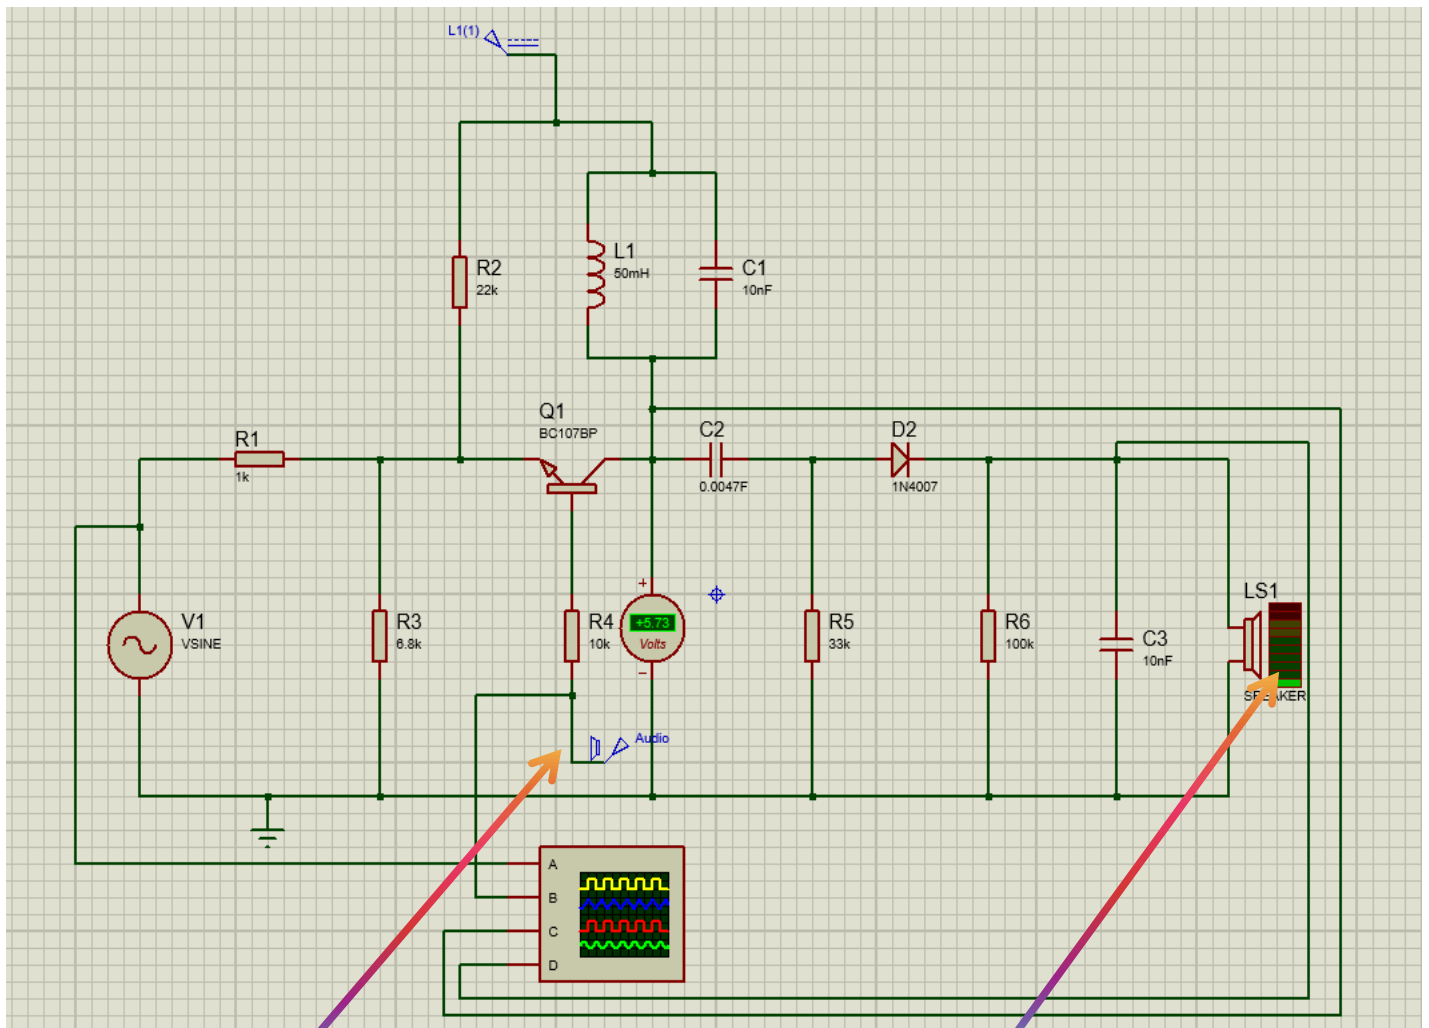 L1(1)
R2
22k
L1
50mH
C1
10nF
Q1
BC107BP
R1
1k
C2
0.0047F
D2
1N4007
V1
VSINE
R3
6.8k
R4
10k
+
+5.73
Volts
−
R5
33k
R6
100k
C3
10nF
LS1
SPEAKER
Audio
A
B
C
D